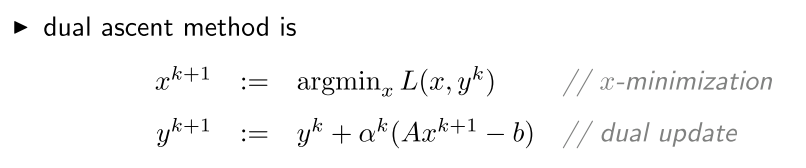 ▶ dual ascent method is
x^{k+1} := argmin_x L(x, y^k) // x-minimization
y^{k+1} := y^k + α^k(Ax^{k+1} − b) // dual update